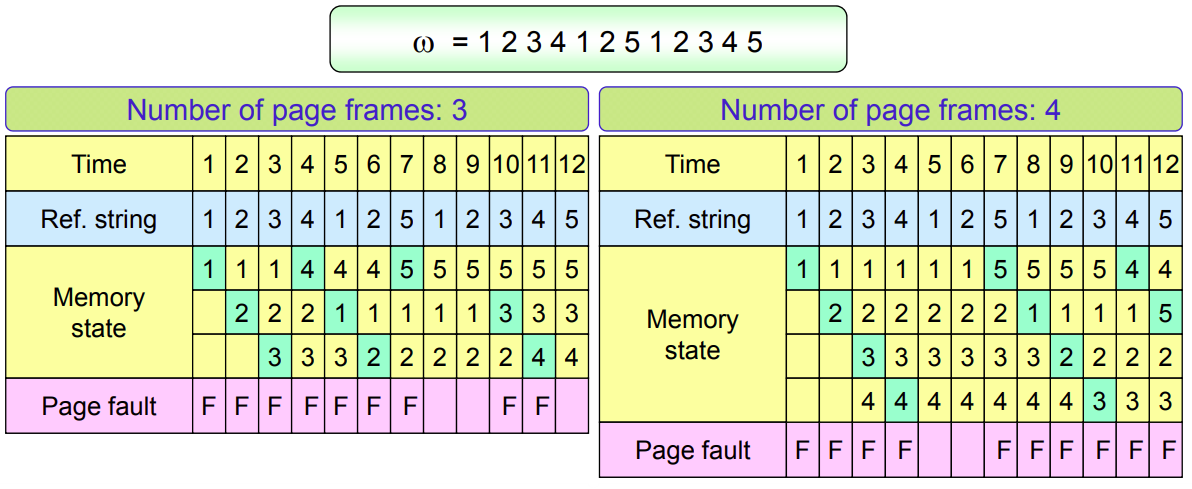 ω = 1 2 3 4 1 2 5 1 2 3 4 5
Number of page frames: 3
Time 1 2 3 4 5 6 7 8 9 10 11 12
Ref. string 1 2 3 4 1 2 5 1 2 3 4 5
Memory state
1 1 1 4 4 4 5 5 5 5 5 5
2 2 2 1 1 1 1 1 3 3 3
3 3 3 2 2 2 2 2 4 4
Page fault F F F F F F F F F
Number of page frames: 4
Time 1 2 3 4 5 6 7 8 9 10 11 12
Ref. string 1 2 3 4 1 2 5 1 2 3 4 5
Memory state
1 1 1 1 1 1 5 5 5 5 4 4
2 2 2 2 2 2 1 1 1 1 5
3 3 3 3 3 3 2 2 2 2
4 4 4 4 4 4 4 3 3 3
Page fault F F F F F F F F F F